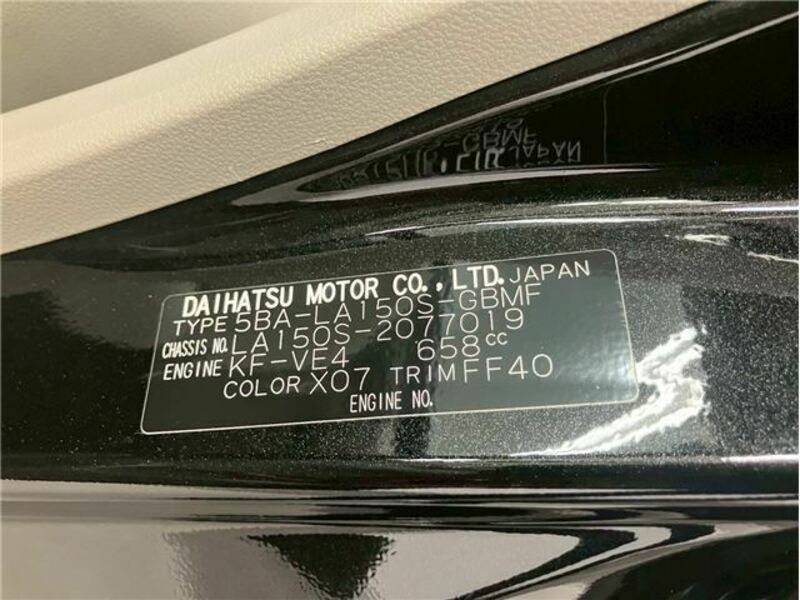 DAIHATSU MOTOR CO., LTD. JAPAN
TYPE 5BA-LA150S-GBMF
CHASSIS NO. LA150S-2077019
ENGINE KF-VE4 658cc
COLOR X07 TRIM FF40
ENGINE NO.